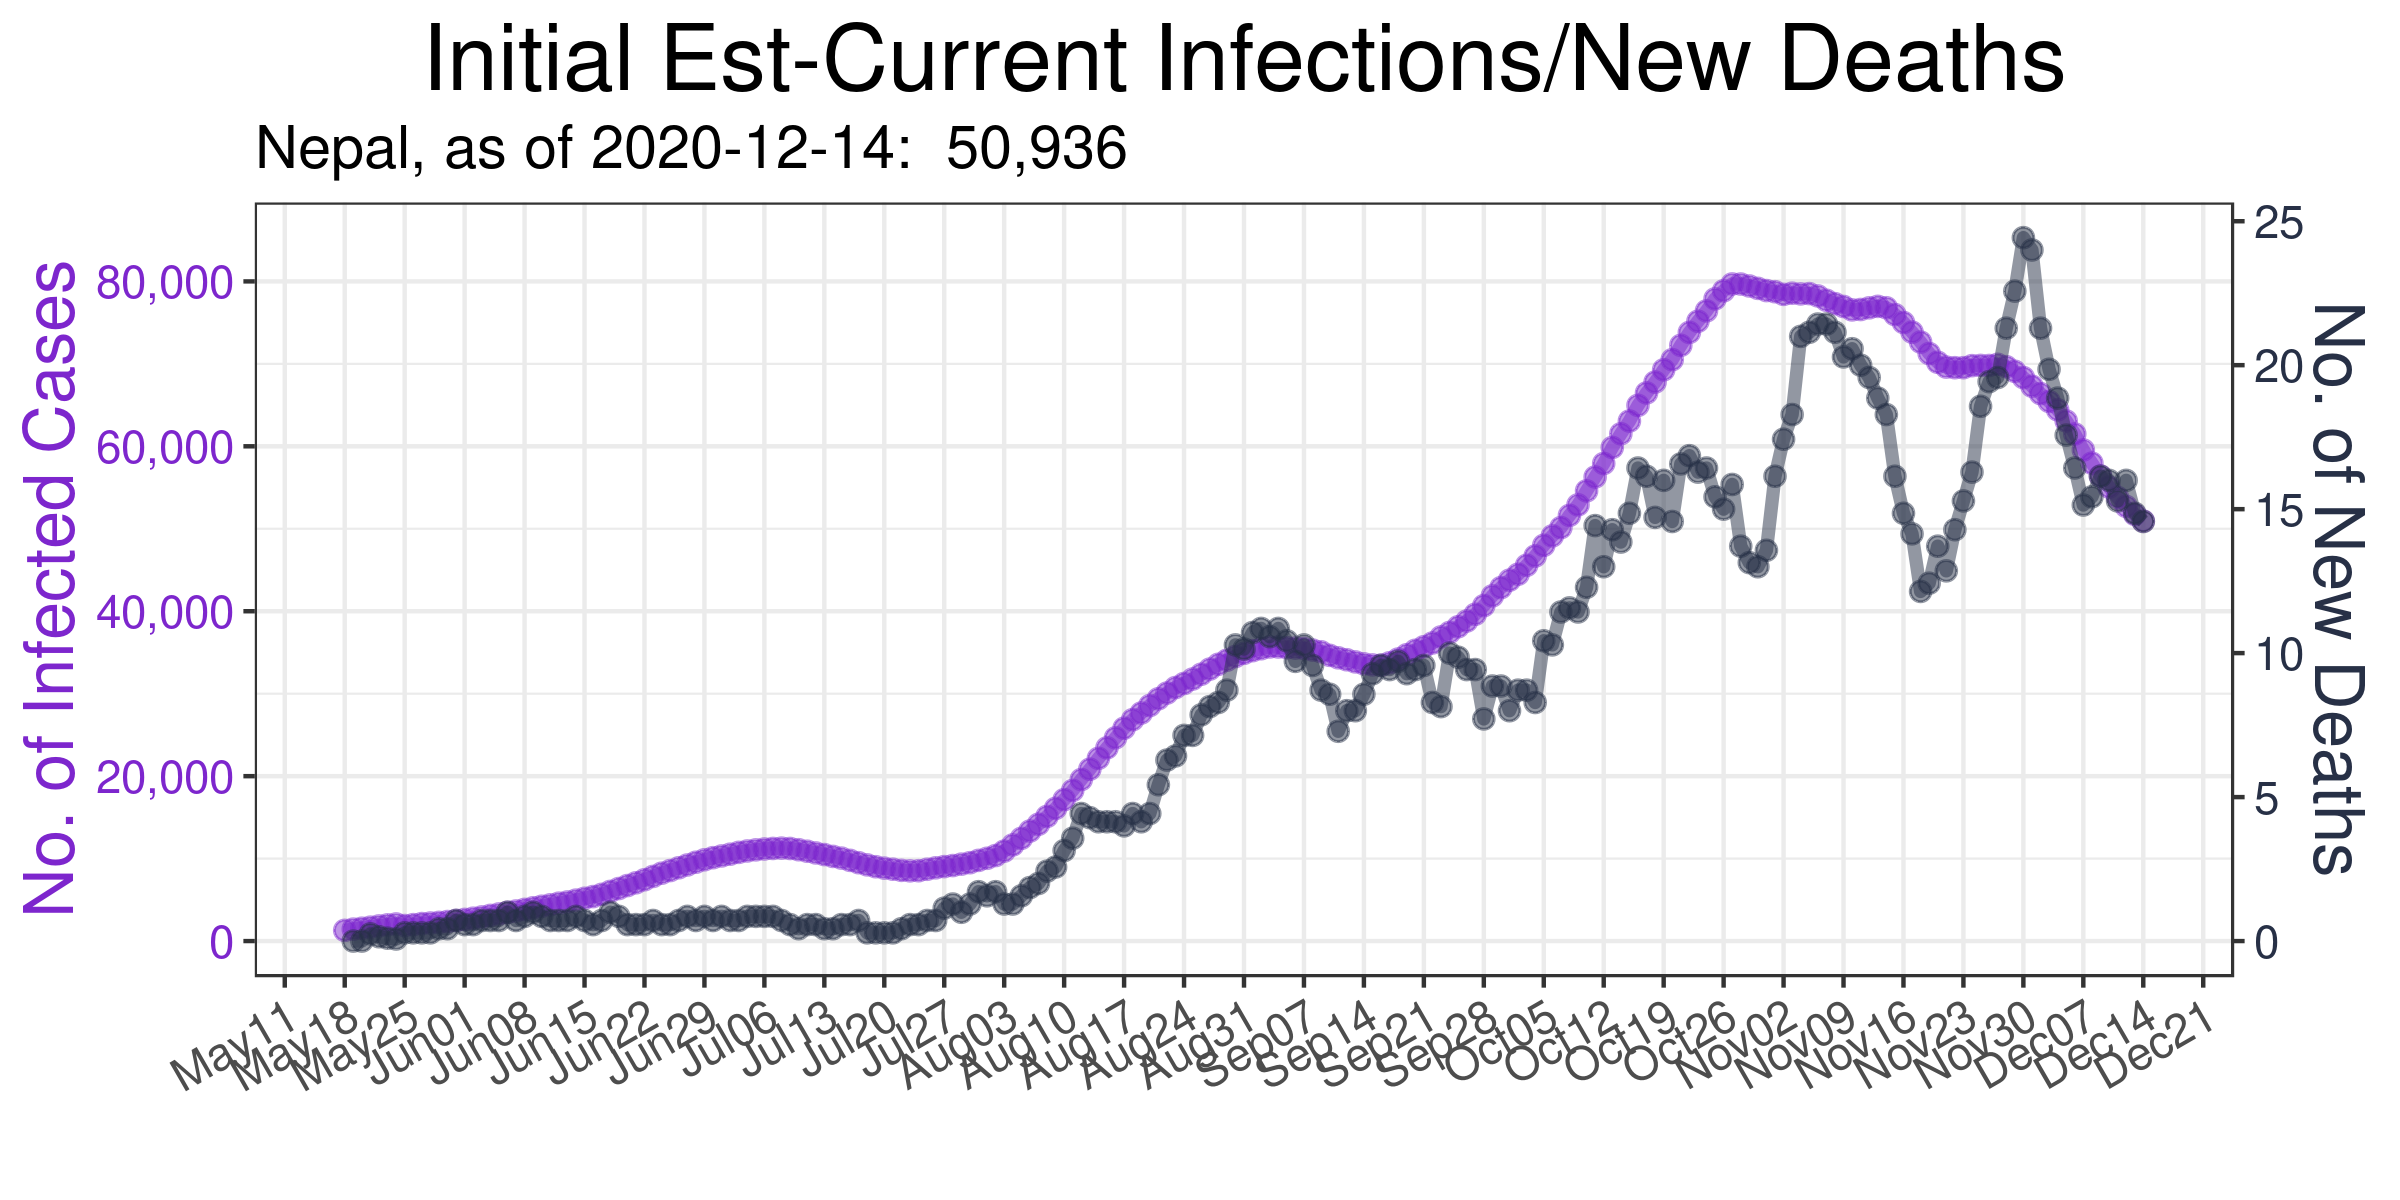 Initial Est-Current Infections/New Deaths
Nepal, as of 2020-12-14:  50,936
No. of Infected Cases
80,000
60,000
40,000
20,000
0
25
20
15
10
5
0
No. of New Deaths
May11
May18
May25
Jun01
Jun08
Jun15
Jun22
Jun29
Jul06
Jul13
Jul20
Jul27
Aug03
Aug10
Aug17
Aug24
Aug31
Sep07
Sep14
Sep21
Sep28
Oct05
Oct12
Oct19
Oct26
Nov02
Nov09
Nov16
Nov23
Nov30
Dec07
Dec14
Dec21